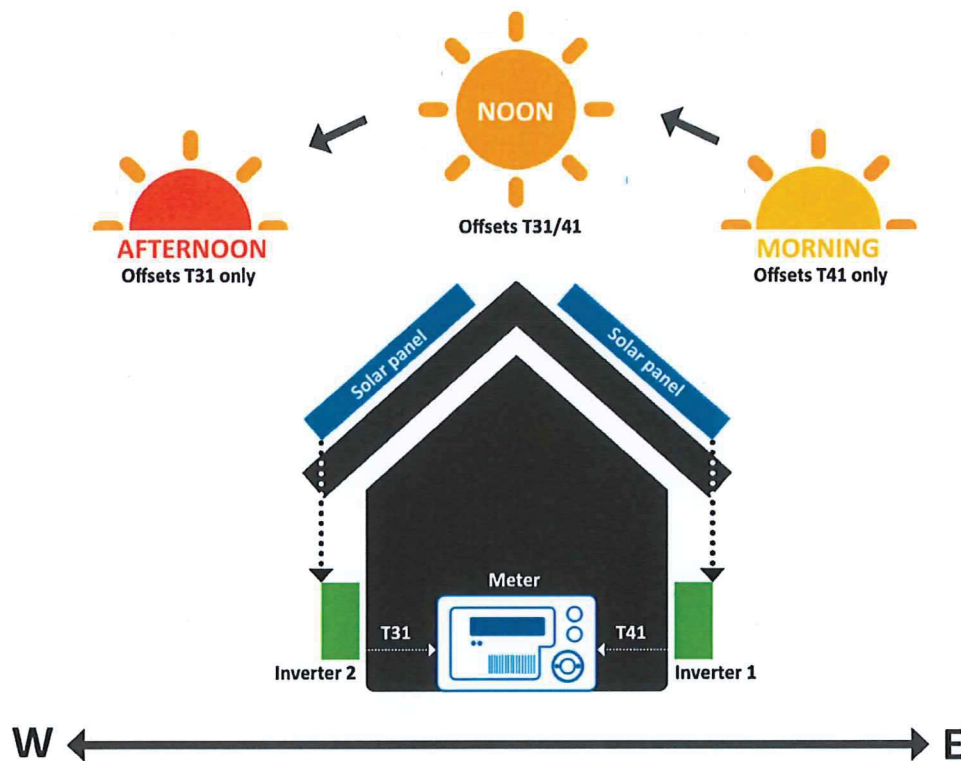 NOON
Offsets T31/41
AFTERNOON
Offsets T31 only
MORNING
Offsets T41 only
Solar panel
Solar panel
Meter
T31
T41
Inverter 2
Inverter 1
W
E